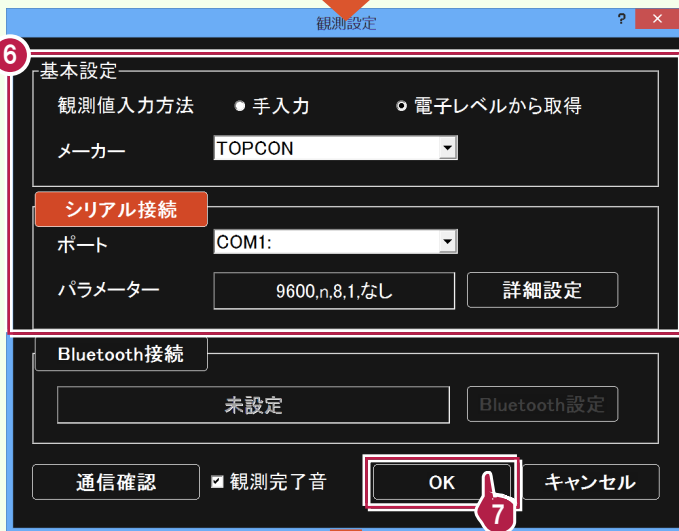 観測設定 ? ×
6
基本設定
観測値入力方法 手入力 電子レベルから取得
メーカー TOPCON
シリアル接続
ポート COM1:
パラメーター 9600,n,8,1,なし 詳細設定
Bluetooth接続
未設定 Bluetooth設定
通信確認 観測完了音 OK キャンセル
7